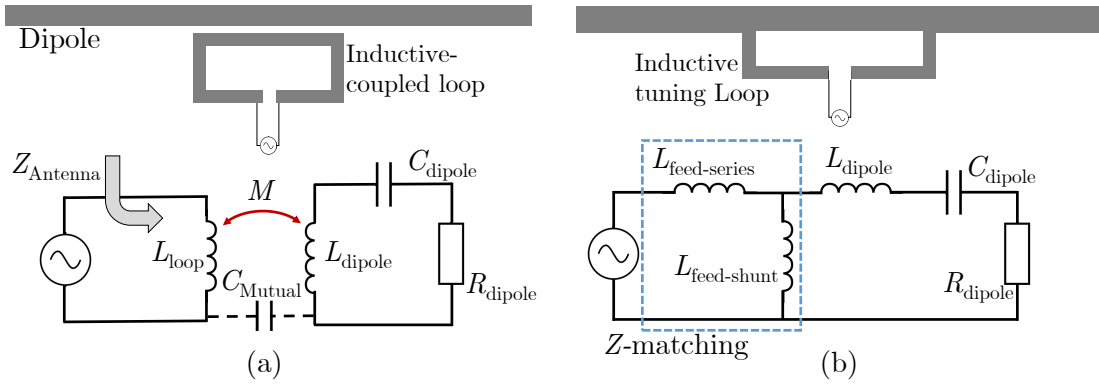 Dipole
Inductive-
coupled loop
Z_Antenna
M
C_dipole
L_loop
C_Mutual
L_dipole
R_dipole
(a)
Inductive
tuning Loop
L_feed-series
L_dipole
C_dipole
L_feed-shunt
R_dipole
Z-matching
(b)